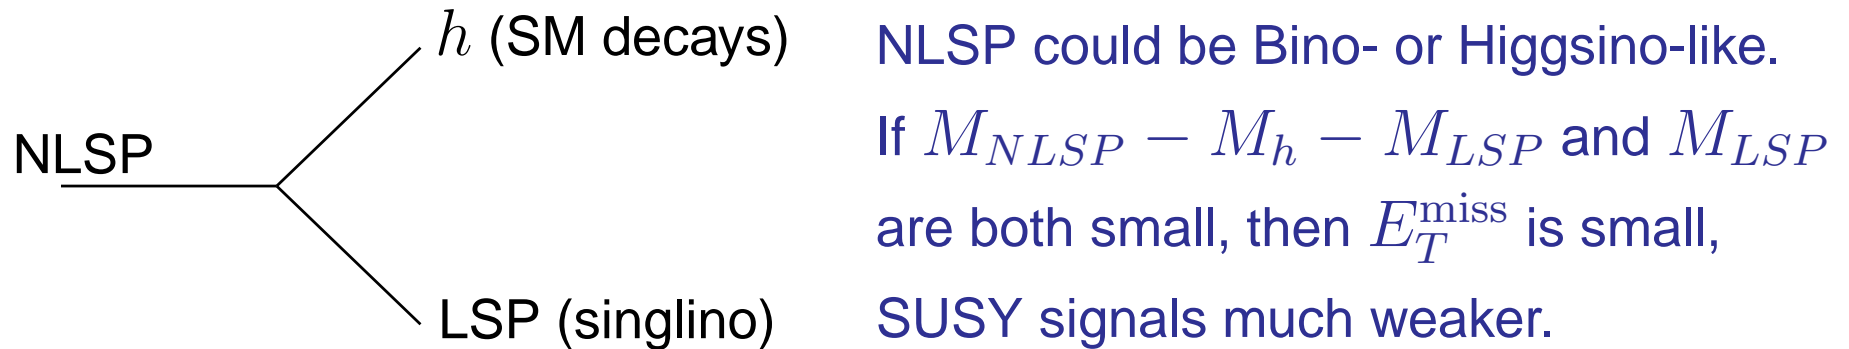 h (SM decays)
NLSP
LSP (singlino)
NLSP could be Bino- or Higgsino-like.
If $M_{NLSP} - M_h - M_{LSP}$ and $M_{LSP}$
are both small, then $E_T^{\mathrm{miss}}$ is small,
SUSY signals much weaker.